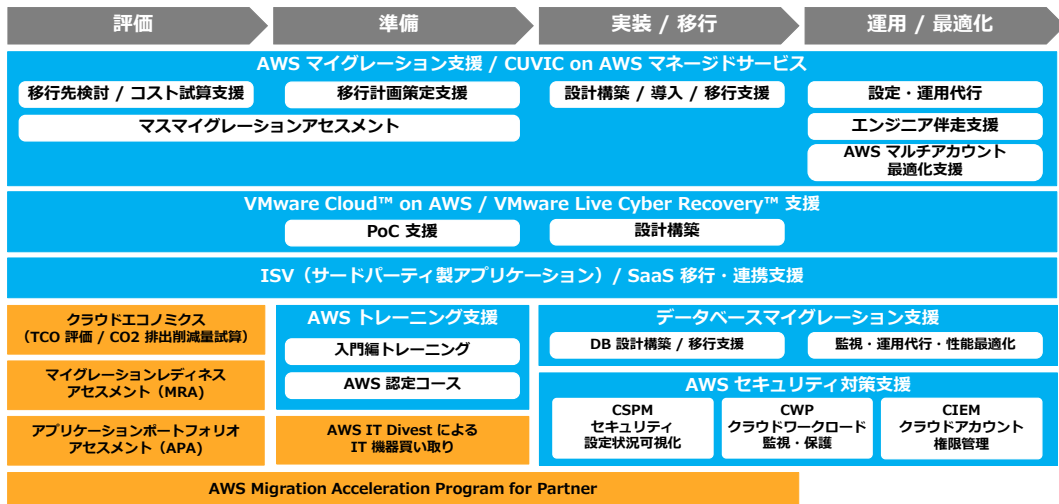 評価
準備
実装 / 移行
運用 / 最適化
AWS マイグレーション支援 / CUVIC on AWS マネージドサービス
移行先検討 / コスト試算支援
移行計画策定支援
設計構築 / 導入 / 移行支援
設定・運用代行
マスマイグレーションアセスメント
エンジニア伴走支援
AWS マルチアカウント
最適化支援
VMware Cloud™ on AWS / VMware Live Cyber Recovery™ 支援
PoC 支援
設計構築
ISV（サードパーティ製アプリケーション）/ SaaS 移行・連携支援
クラウドエコノミクス
（TCO 評価 / CO2 排出削減量試算）
マイグレーションレディネス
アセスメント（MRA）
アプリケーションポートフォリオ
アセスメント（APA）
AWS トレーニング支援
入門編トレーニング
AWS 認定コース
AWS IT Divest による
IT 機器買い取り
データベースマイグレーション支援
DB 設計構築 / 移行支援
監視・運用代行・性能最適化
AWS セキュリティ対策支援
CSPM
セキュリティ
設定状況可視化
CWP
クラウドワークロード
監視・保護
CIEM
クラウドアカウント
権限管理
AWS Migration Acceleration Program for Partner